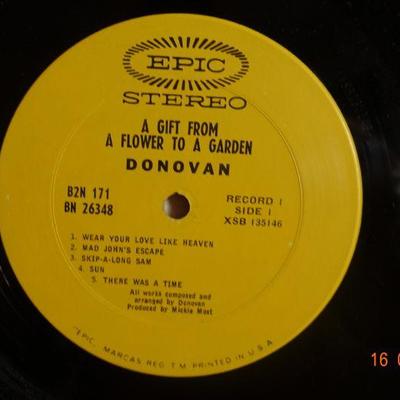 EPIC
STEREO
A GIFT FROM
A FLOWER TO A GARDEN
DONOVAN
B2N 171
BN 26348
RECORD 1
SIDE 1
XSB 135146
1. WEAR YOUR LOVE LIKE HEAVEN
2. MAD JOHN'S ESCAPE
3. SKIP-A-LONG SAM
4. SUN
5. THERE WAS A TIME
All works composed and
arranged by Donovan
Produced by Mickie Most
"EPIC, MARCAS REG. T.M. PRINTED IN U.S.A."
16